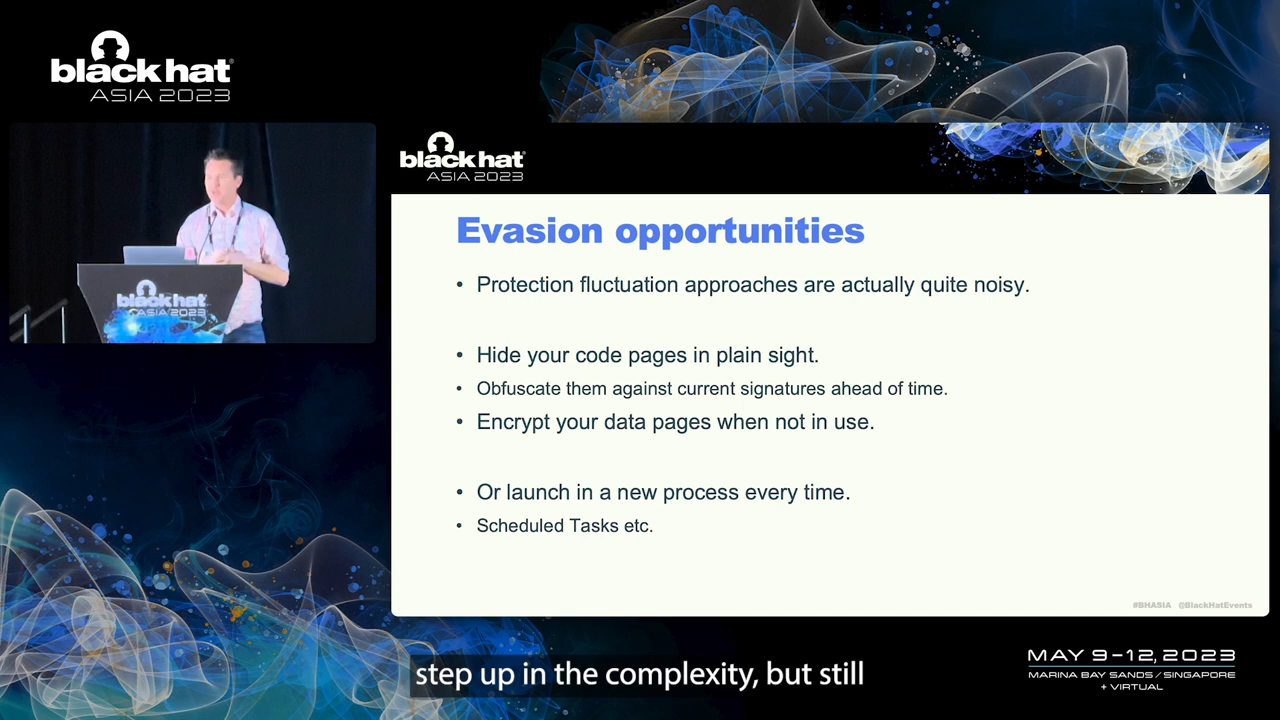 black hat
ASIA 2023
black hat
ASIA 2023
Evasion opportunities
• Protection fluctuation approaches are actually quite noisy.
• Hide your code pages in plain sight.
• Obfuscate them against current signatures ahead of time.
• Encrypt your data pages when not in use.
• Or launch in a new process every time.
• Scheduled Tasks etc.
#BHASIA @BlackHatEvents
black hat
ASIA 2023
step up in the complexity, but still
MAY 9-12, 2023
MARINA BAY SANDS / SINGAPORE
+ VIRTUAL